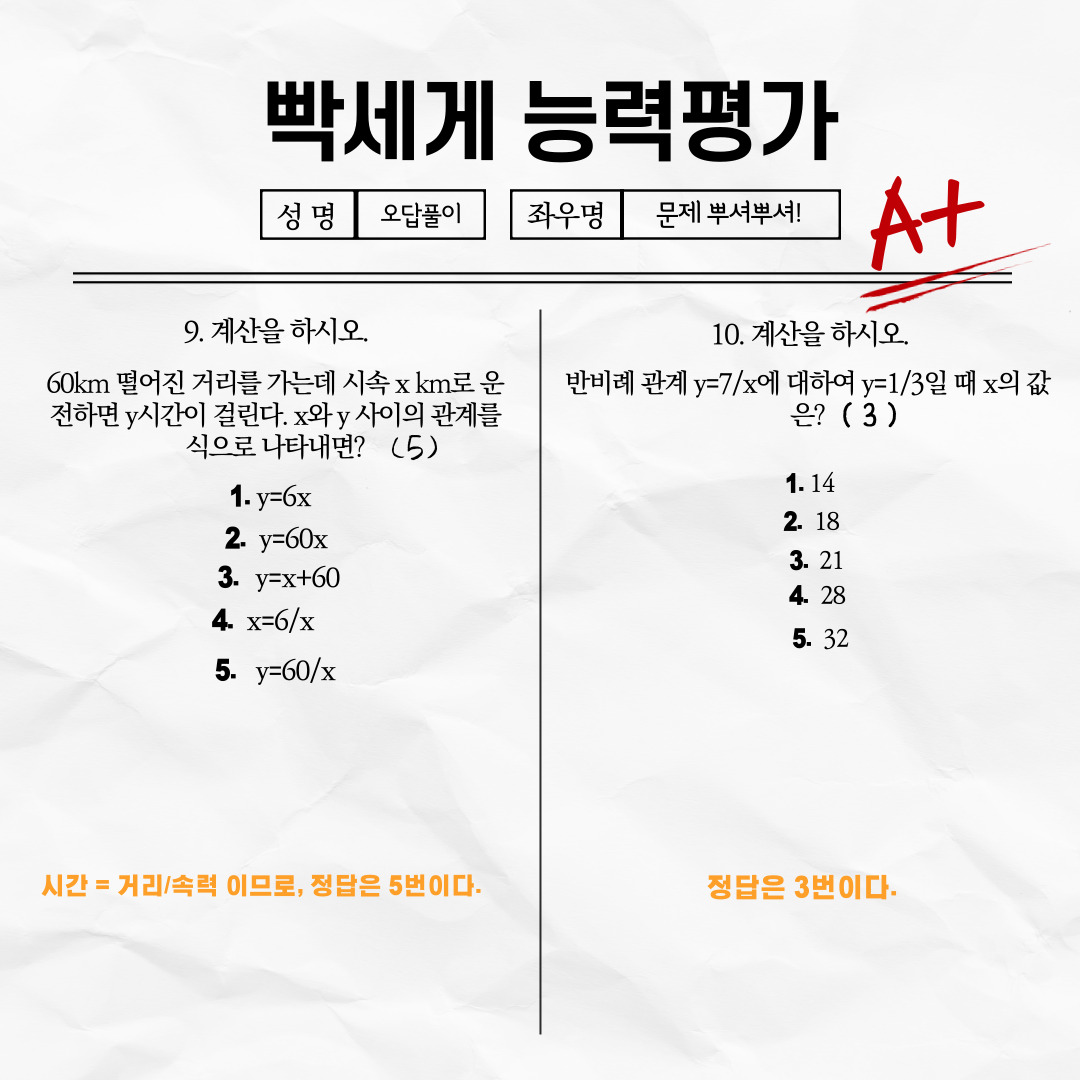 빡세게 능력평가
성 명 오답풀이 좌우명 문제 뿌셔뿌셔!
A+
9. 계산을 하시오.
60km 떨어진 거리를 가는데 시속 x km로 운
전하면 y시간이 걸린다. x와 y 사이의 관계를
식으로 나타내면? (5)
1. y=6x
2. y=60x
3. y=x+60
4. x=6/x
5. y=60/x
시간 = 거리/속력 이므로, 정답은 5번이다.
10. 계산을 하시오.
반비례 관계 y=7/x에 대하여 y=1/3일 때 x의 값
은? ( 3 )
1. 14
2. 18
3. 21
4. 28
5. 32
정답은 3번이다.